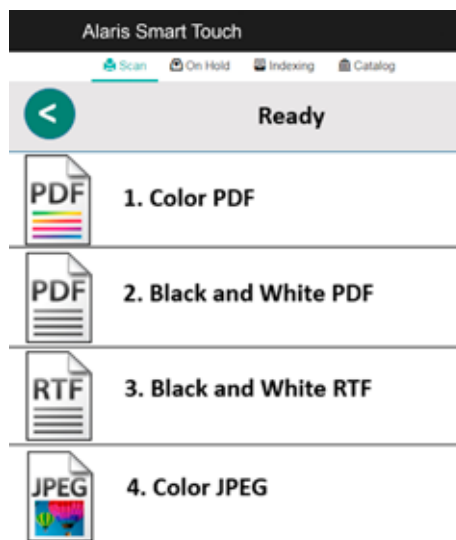 Alaris Smart Touch
Scan On Hold Indexing Catalog
< Ready
PDF 1. Color PDF
PDF 2. Black and White PDF
RTF 3. Black and White RTF
JPEG 4. Color JPEG